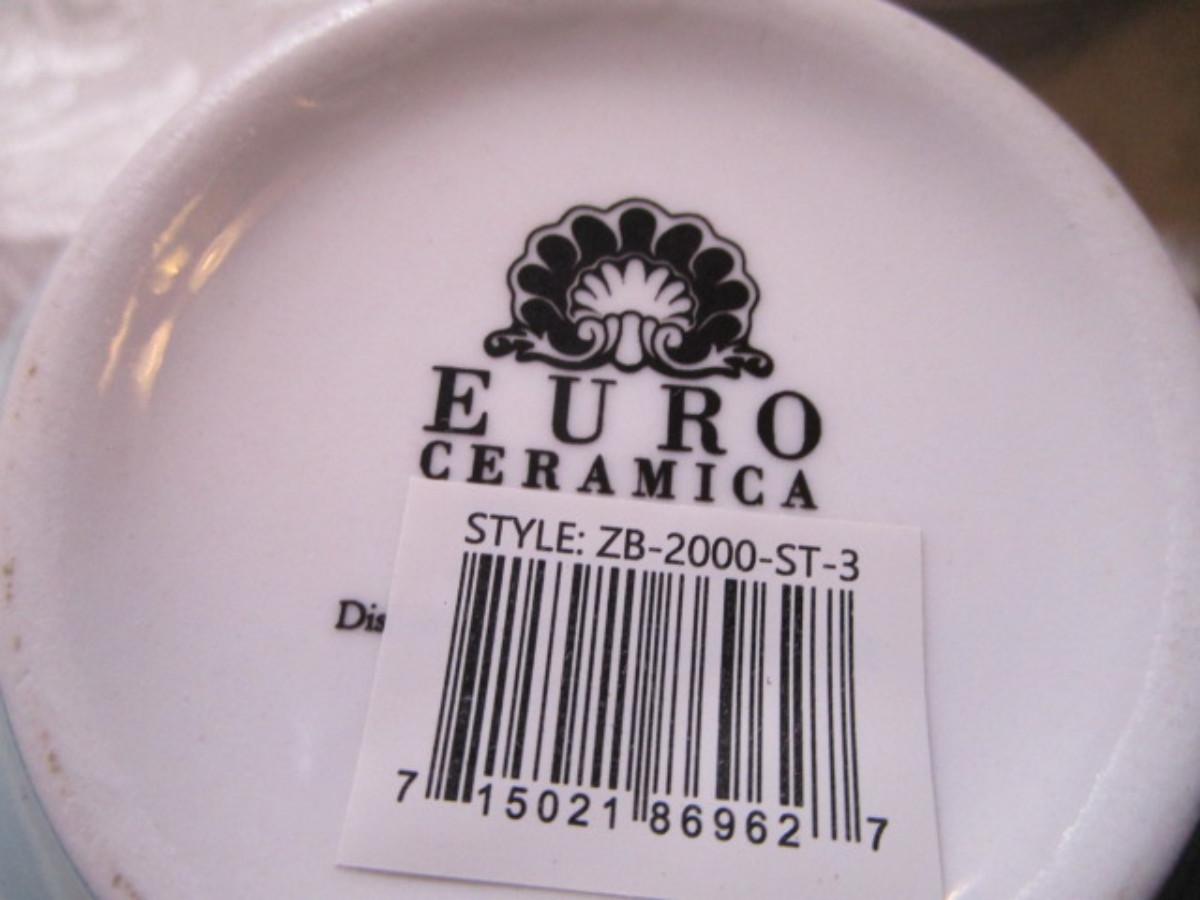 EURO
CERAMICA
STYLE: ZB-2000-ST-3
Dis
7 15021 86962 7